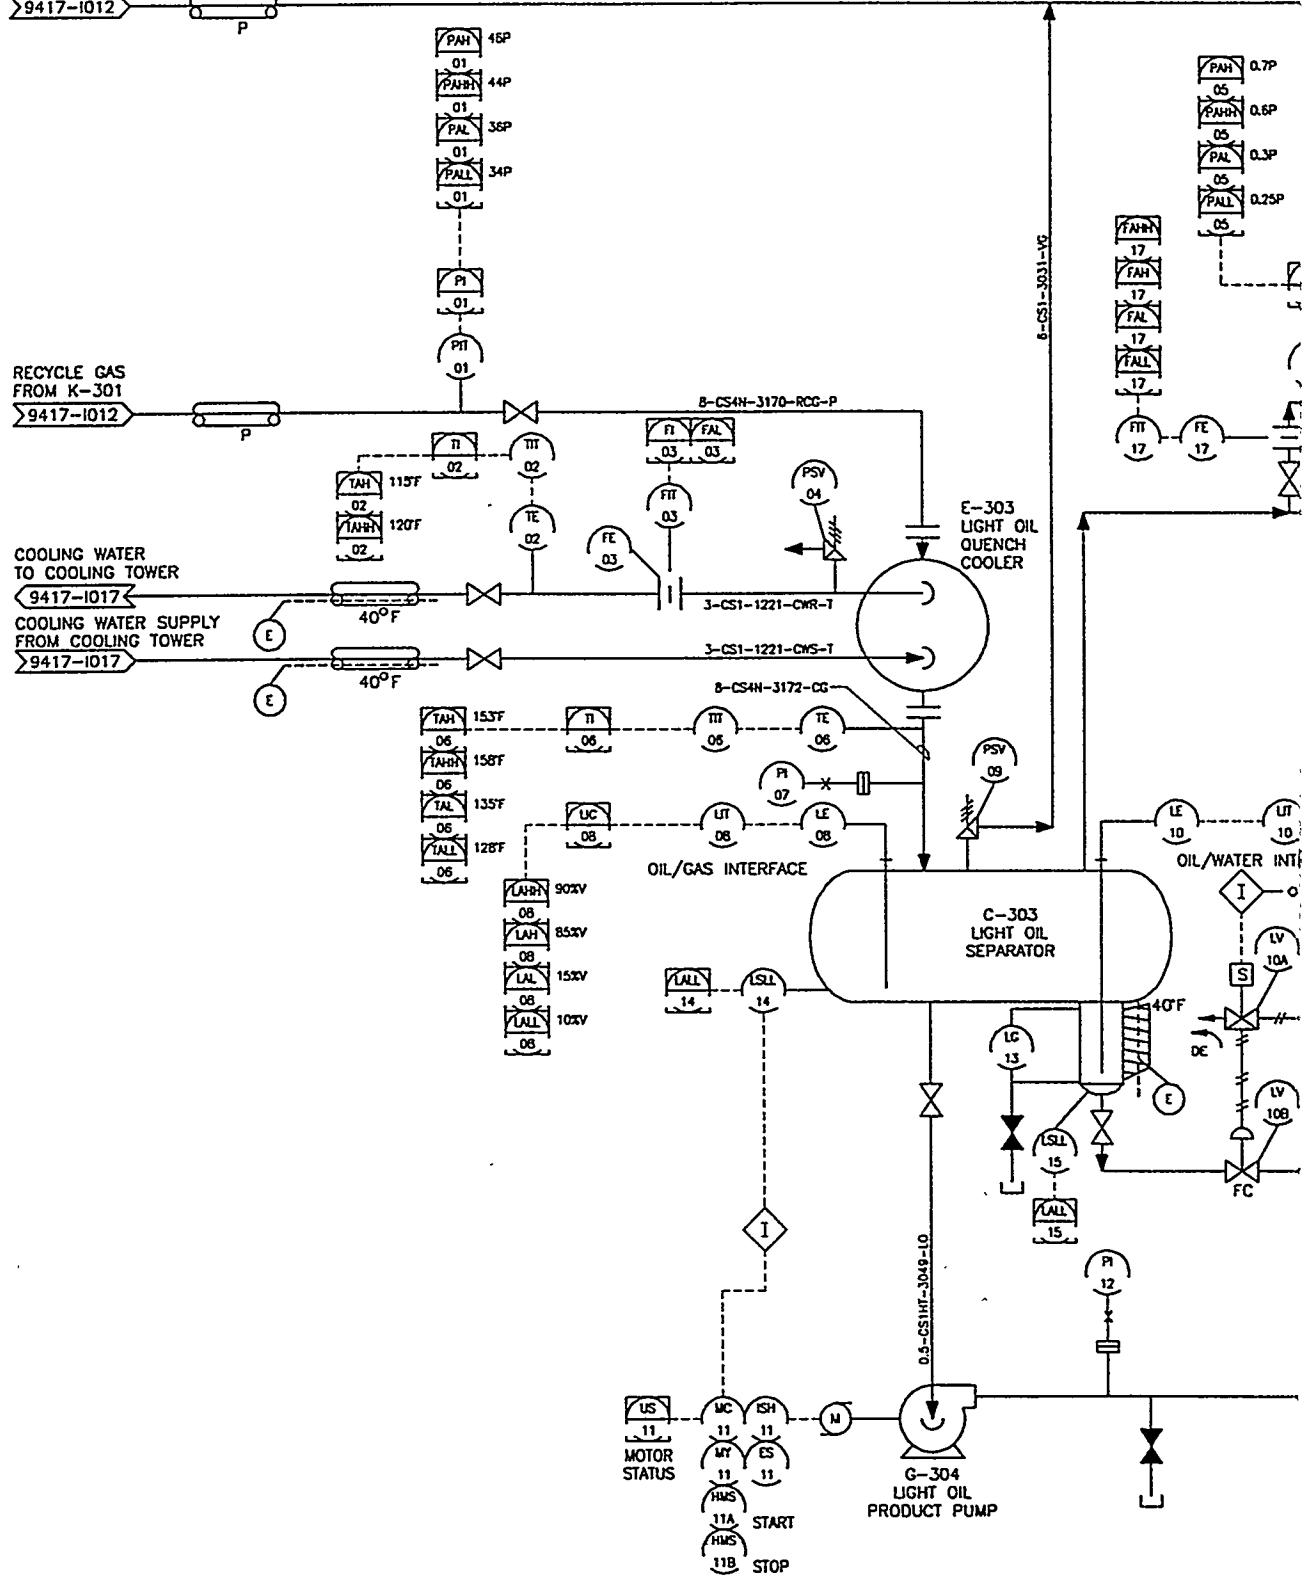 9417-I012
P
PAH 46P
01
PAHH 44P
01
PAL 36P
01
PALL 34P
01
PI
01
PIT
01
PAH 0.7P
05
PAHH 0.6P
05
PAL 0.3P
05
PALL 0.25P
05
FAHH
17
FAH
17
FAL
17
FALL
17
FIT
17
FE
17
6-CS1-3031-VG
RECYCLE GAS
FROM K-301
9417-I012
P
8-CS4N-3170-RCG-P
TI
02
TIT
02
TE
02
TAH 115°F
02
TAHH 120°F
02
FI
03
FAL
03
FIT
03
FE
03
PSV
04
E-303
LIGHT OIL
QUENCH
COOLER
COOLING WATER
TO COOLING TOWER
9417-I017
40°F
E
3-CS1-1221-CWR-T
COOLING WATER SUPPLY
FROM COOLING TOWER
9417-I017
40°F
E
3-CS1-1221-CWS-T
8-CS4N-3172-CG
TAH 153°F
06
TAHH 158°F
06
TAL 135°F
06
TALL 128°F
06
TI
06
TIT
06
TE
06
PI
07
PSV
09
LIC
08
LIT
08
LE
08
OIL/GAS INTERFACE
LAHH 90%V
08
LAH 85%V
08
LAL 15%V
08
LALL 10%V
08
LE
10
LIT
10
OIL/WATER INT
I
LV
10A
S
DE
LV
10B
FC
C-303
LIGHT OIL
SEPARATOR
LALL
14
LSLL
14
40°F
E
LG
13
LSLL
15
LALL
15
I
0.5-CS1HT-3049-LO
PI
12
US
11
MOTOR
STATUS
MC
11
ISH
11
MY
11
ES
11
HMS
11A START
HMS
11B STOP
M
G-304
LIGHT OIL
PRODUCT PUMP